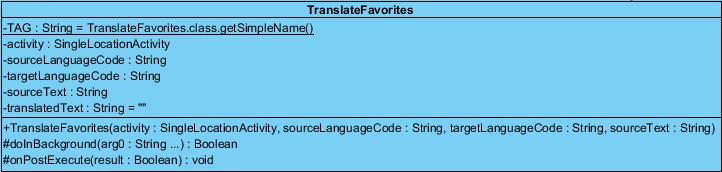 TranslateFavorites
-TAG : String = TranslateFavorites.class.getSimpleName()
-activity : SingleLocationActivity
-sourceLanguageCode : String
-targetLanguageCode : String
-sourceText : String
-translatedText : String = ""
+TranslateFavorites(activity : SingleLocationActivity, sourceLanguageCode : String, targetLanguageCode : String, sourceText : String)
#doInBackground(arg0 : String ...) : Boolean
#onPostExecute(result : Boolean) : void